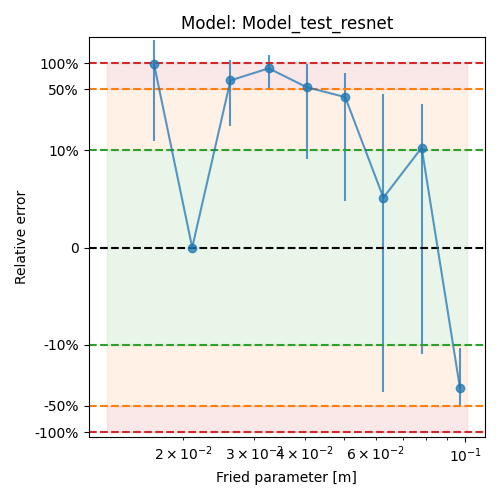 Model: Model_test_resnet
100%
50%
10%
0
-10%
-50%
-100%
Relative error
2 × 10⁻² 3 × 10⁻² 4 × 10⁻² 6 × 10⁻² 10⁻¹
Fried parameter [m]